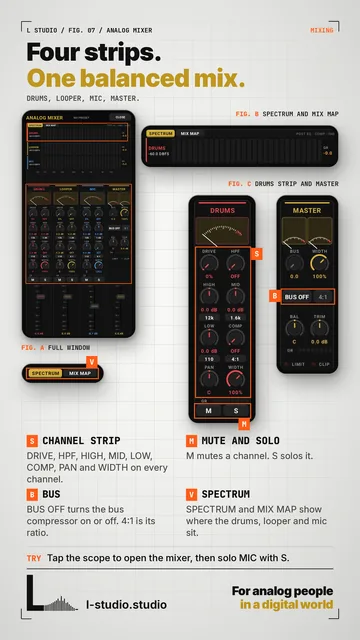 L STUDIO / FIG. 07 / ANALOG MIXER
MIXING
Four strips.
One balanced mix.
DRUMS, LOOPER, MIC, MASTER.
FIG. B SPECTRUM AND MIX MAP
ANALOG MIXER
CLOSE
SPECTRUM MIX MAP
DRUMS
FIG. C DRUMS STRIP AND MASTER
DRUMS
MASTER
DRIVE HPF
0% OFF
HIGH MID
0.0 dB 0.0 dB
12k 1.6k
LOW COMP
0.0 dB OFF
110 4:1
PAN WIDTH
C 100%
M S
BUS WIDTH
0.0 100%
BUS OFF 4:1
BAL TRIM
C 0.0 dB
LIMIT CLIP
S
B
M
V
FIG. A FULL WINDOW
SPECTRUM MIX MAP
S CHANNEL STRIP
DRIVE, HPF, HIGH, MID, LOW,
COMP, PAN and WIDTH on every
channel.
M MUTE AND SOLO
M mutes a channel. S solos it.
B BUS
BUS OFF turns the bus
compressor on or off. 4:1 is its
ratio.
V SPECTRUM
SPECTRUM and MIX MAP show
where the drums, looper and mic
sit.
TRY Tap the scope to open the mixer, then solo MIC with S.
L l-studio.studio
For analog people
in a digital world